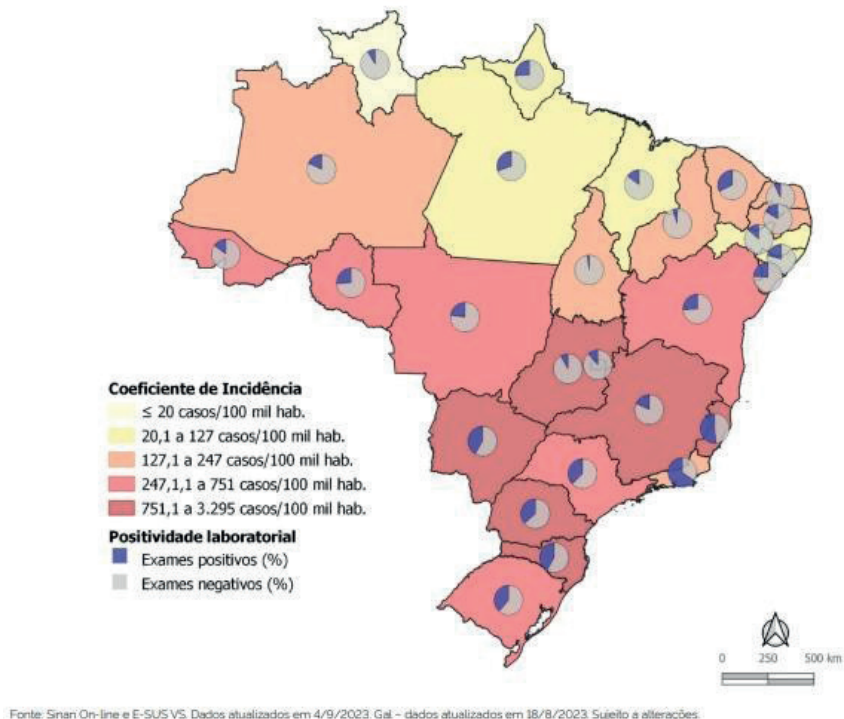 Coeficiente de Incidência
≤ 20 casos/100 mil hab.
20,1 a 127 casos/100 mil hab.
127,1 a 247 casos/100 mil hab.
247,1,1 a 751 casos/100 mil hab.
751,1 a 3.295 casos/100 mil hab.
Positividade laboratorial
Exames positivos (%)
Exames negativos (%)
0 250 500 km
Fonte: Sinan On-line e E-SUS VS. Dados atualizados em 4/9/2023. Gal – dados atualizados em 18/8/2023. Sujeito a alterações.